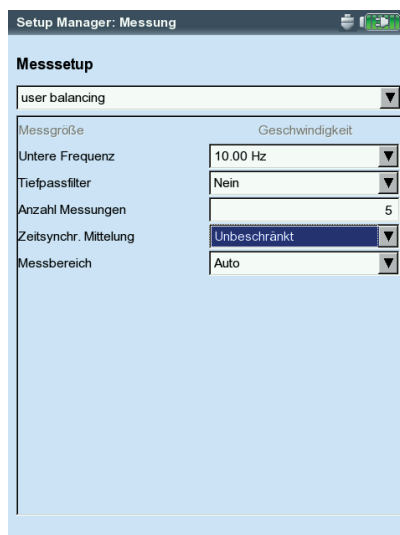 Setup Manager: Messung
Messsetup
user balancing
Messgröße Geschwindigkeit
Untere Frequenz 10.00 Hz
Tiefpassfilter Nein
Anzahl Messungen 5
Zeitsynchr. Mittelung Unbeschränkt
Messbereich Auto